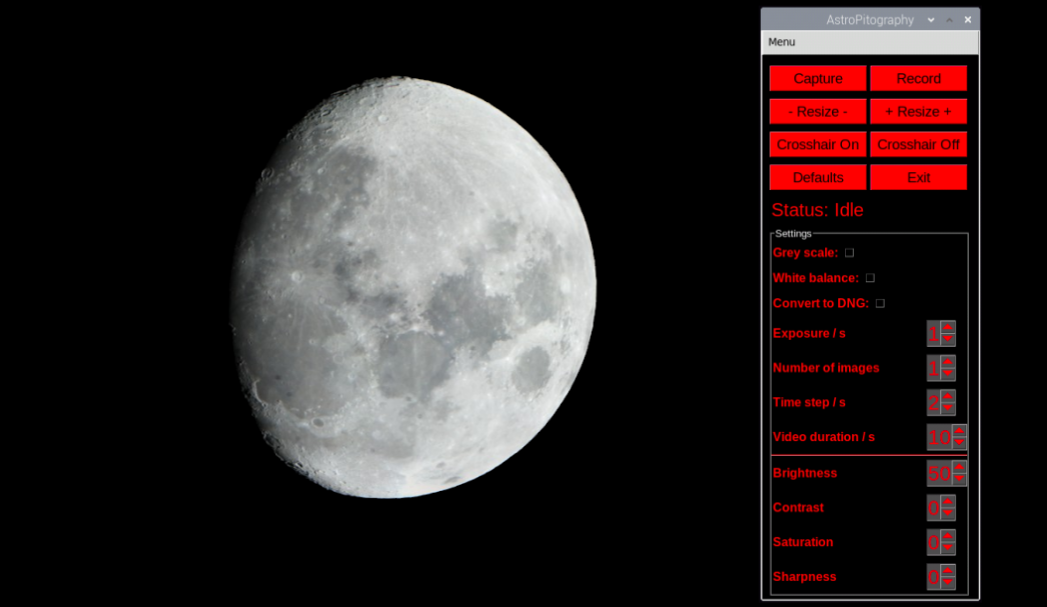 AstroPitography
Menu
Capture Record
- Resize - + Resize +
Crosshair On Crosshair Off
Defaults Exit
Status: Idle
Settings
Grey scale:
White balance:
Convert to DNG:
Exposure / s 1
Number of images 1
Time step / s 2
Video duration / s 10
Brightness 50
Contrast 0
Saturation 0
Sharpness 0